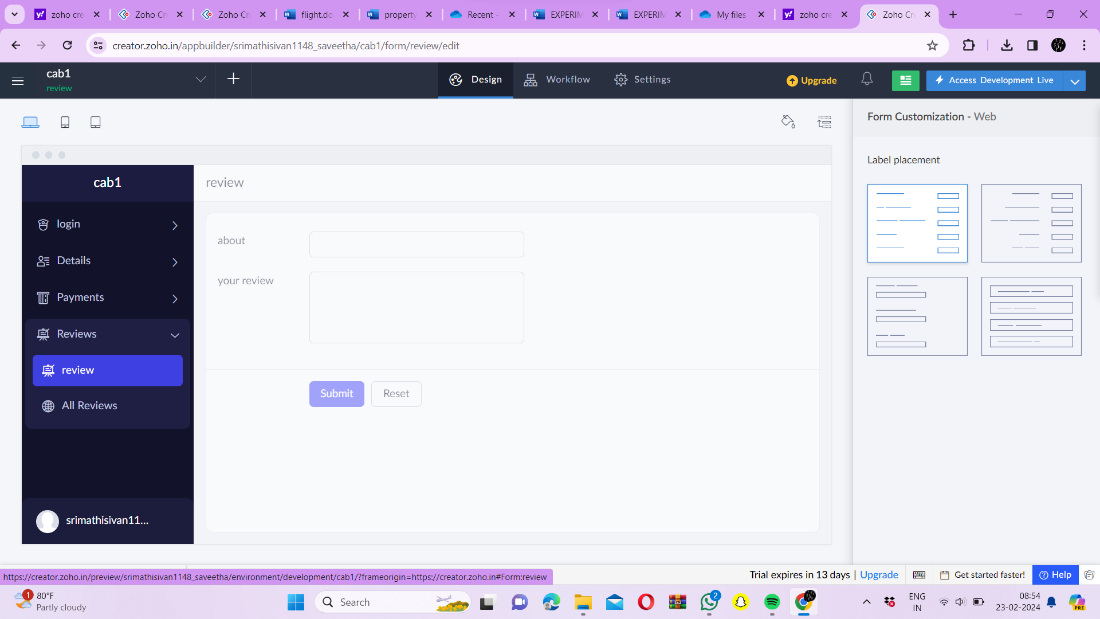 zoho cre
Zoho Cr
Zoho Cr
flight.do
property
Recent -
EXPERIM
EXPERIM
My files
zoho cre
Zoho Cr
creator.zoho.in/appbuilder/srimathisivan1148_saveetha/cab1/form/review/edit
cab1
review
Design
Workflow
Settings
Upgrade
Access Development Live
Form Customization - Web
Label placement
cab1
review
login
Details
Payments
Reviews
review
All Reviews
srimathisivan11...
about
your review
Submit
Reset
https://creator.zoho.in/preview/srimathisivan1148_saveetha/environment/development/cab1/?frameorigin=https://creator.zoho.in#Form:review
Trial expires in 13 days | Upgrade
Get started faster!
Help
1
80°F
Partly cloudy
Search
2
ENG
IN
08:54
23-02-2024